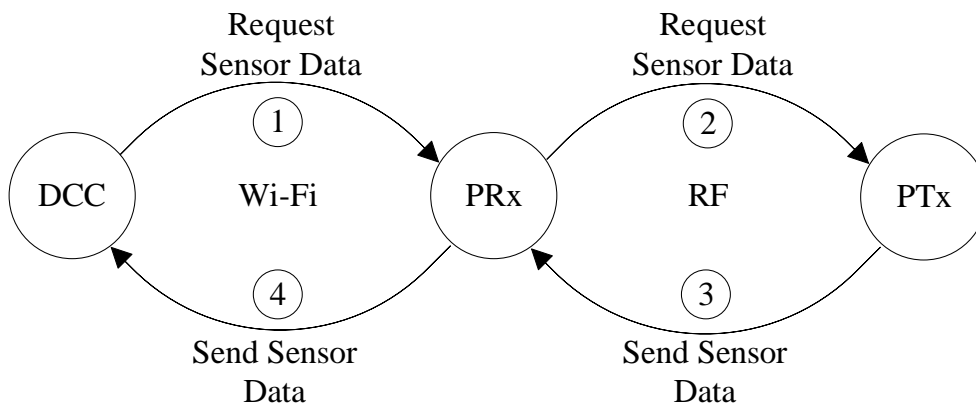 Request
Sensor Data
Request
Sensor Data
1
2
DCC
Wi-Fi
PRx
RF
PTx
4
3
Send Sensor
Data
Send Sensor
Data